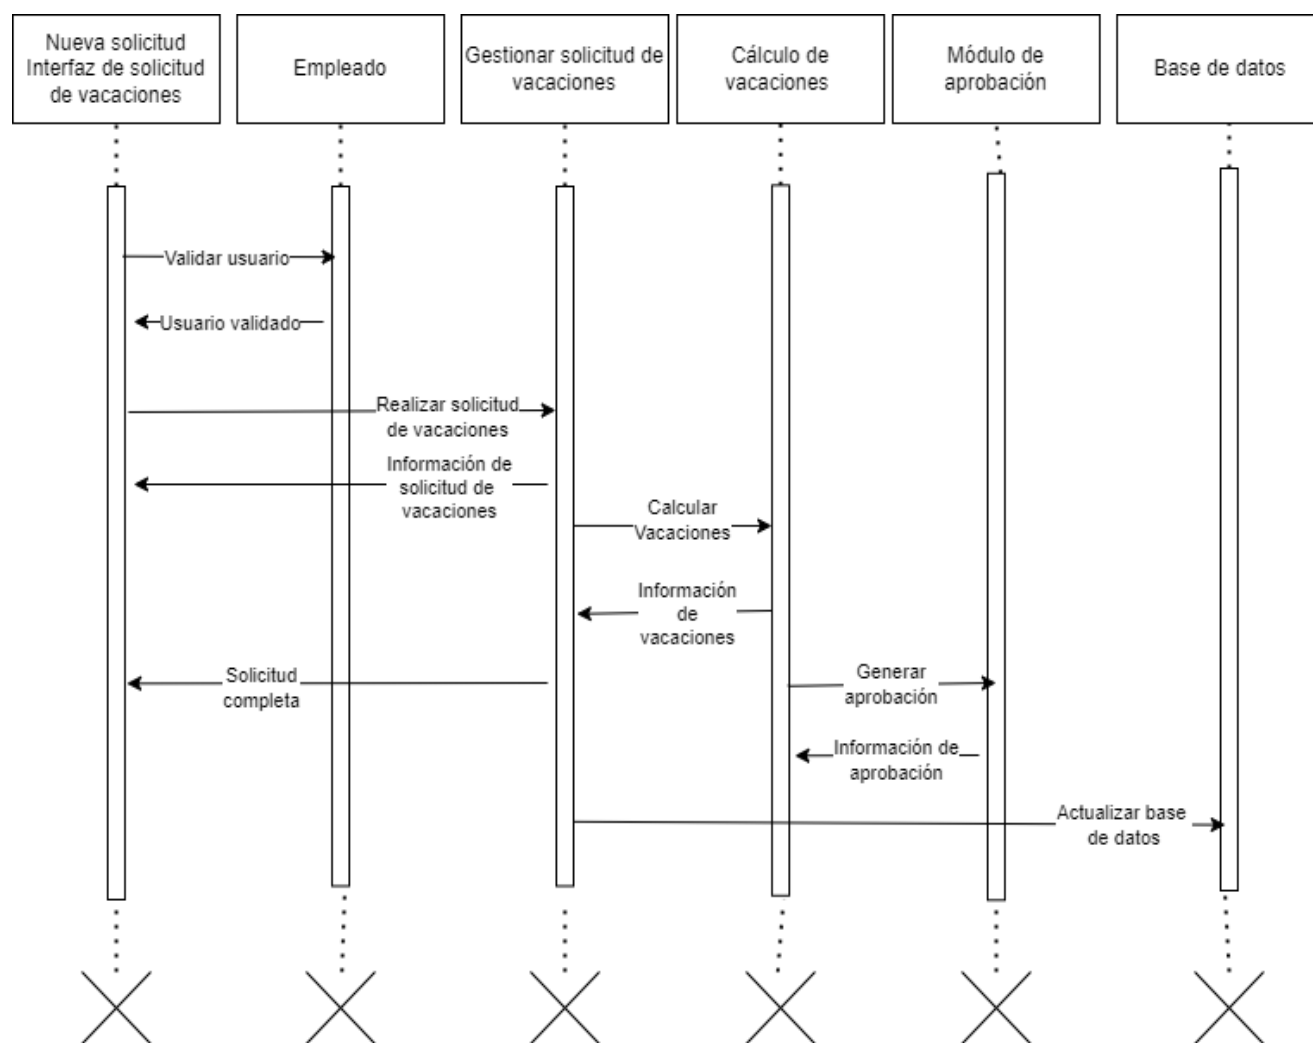 Nueva solicitud
Interfaz de solicitud
de vacaciones
Empleado
Gestionar solicitud de
vacaciones
Cálculo de
vacaciones
Módulo de
aprobación
Base de datos
Validar usuario
Usuario validado
Realizar solicitud
de vacaciones
Información de
solicitud de
vacaciones
Calcular
Vacaciones
Información
de
vacaciones
Solicitud
completa
Generar
aprobación
Información de
aprobación
Actualizar base
de datos